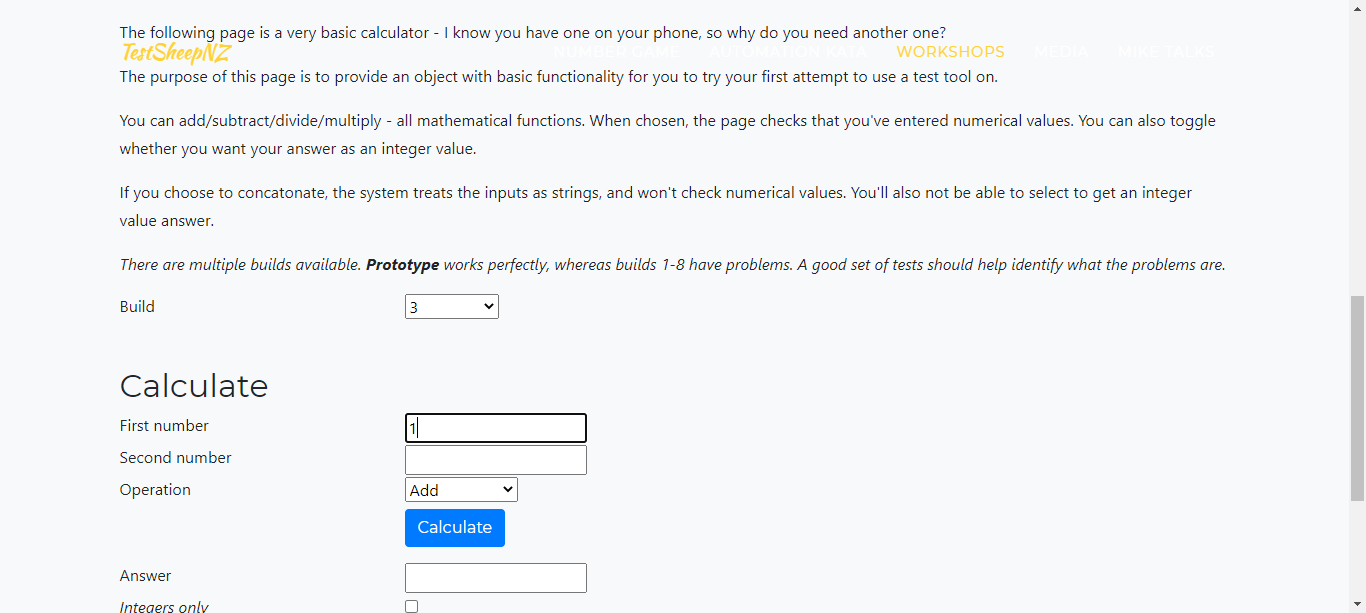 The following page is a very basic calculator - I know you have one on your phone, so why do you need another one?
TestSheepNZ NUMBER GAME AUTOMATION KATA WORKSHOPS MEDIA MIKE TALKS
The purpose of this page is to provide an object with basic functionality for you to try your first attempt to use a test tool on.
You can add/subtract/divide/multiply - all mathematical functions. When chosen, the page checks that you've entered numerical values. You can also toggle
whether you want your answer as an integer value.
If you choose to concatonate, the system treats the inputs as strings, and won't check numerical values. You'll also not be able to select to get an integer
value answer.
There are multiple builds available. Prototype works perfectly, whereas builds 1-8 have problems. A good set of tests should help identify what the problems are.
Build 3
Calculate
First number 1
Second number
Operation Add
Calculate
Answer
Integers only